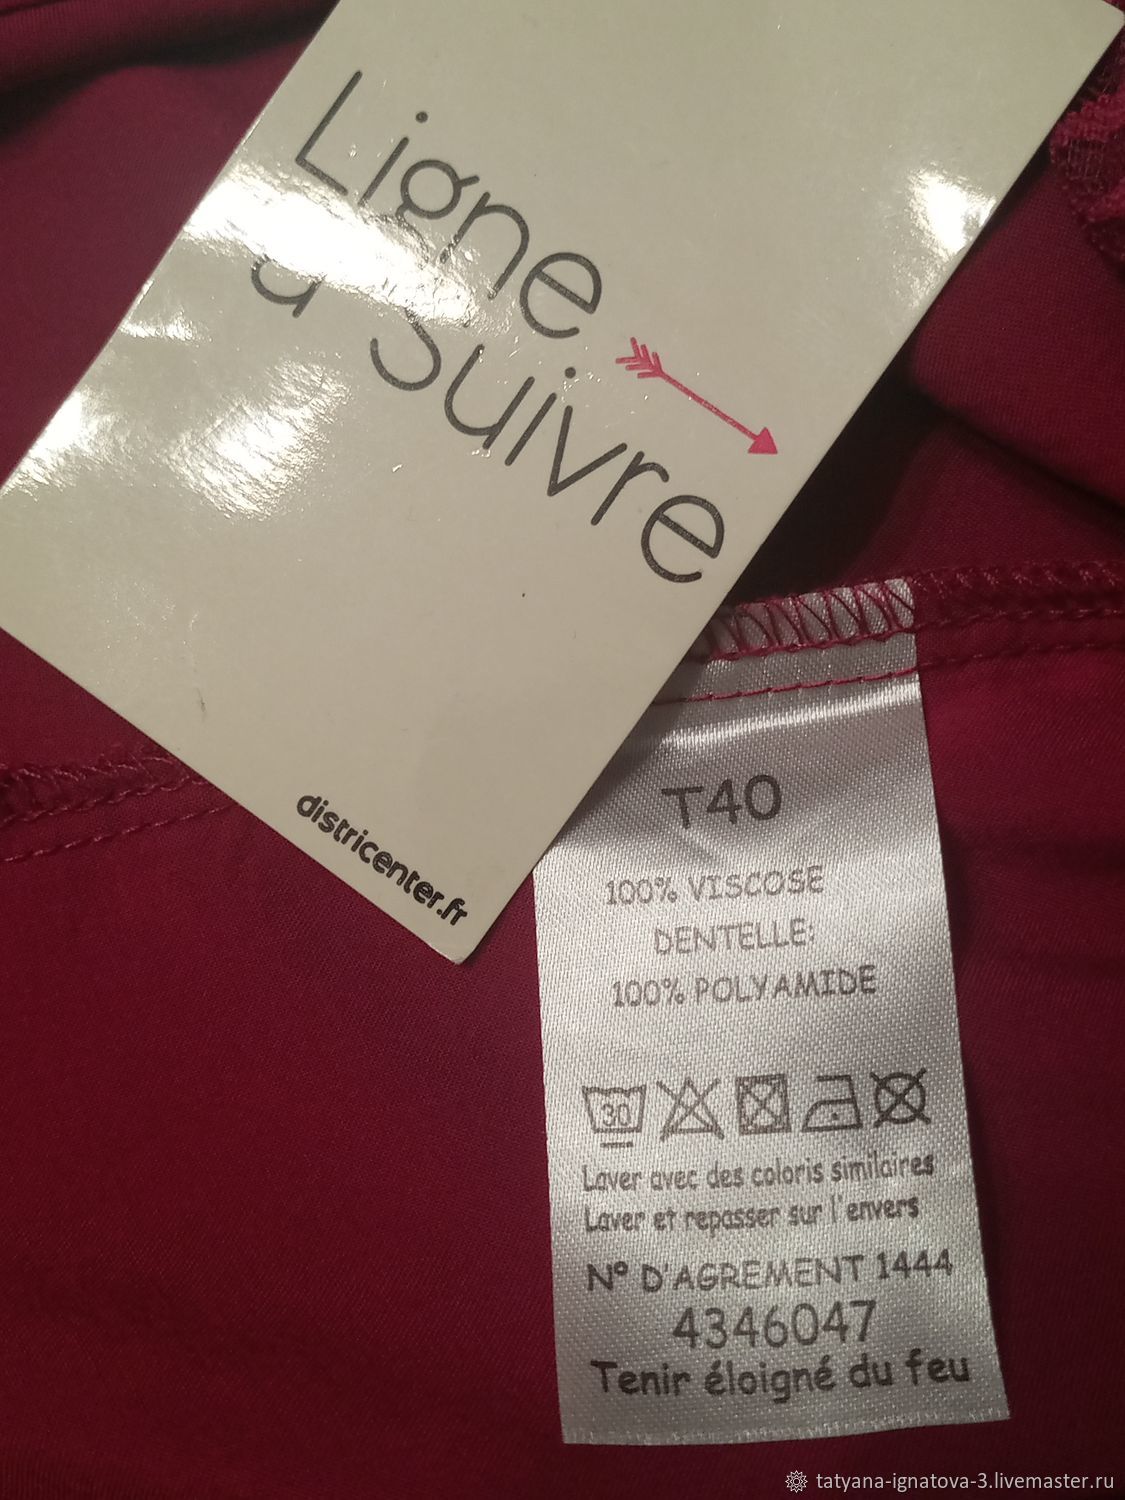 Ligne
à Suivre
districenter.fr
T40
100% VISCOSE
DENTELLE:
100% POLYAMIDE
30
Laver avec des coloris similaires
Laver et repasser sur l'envers
N° D'AGREMENT 1444
4346047
Tenir éloigné du feu
tatyana-ignatova-3.livemaster.ru